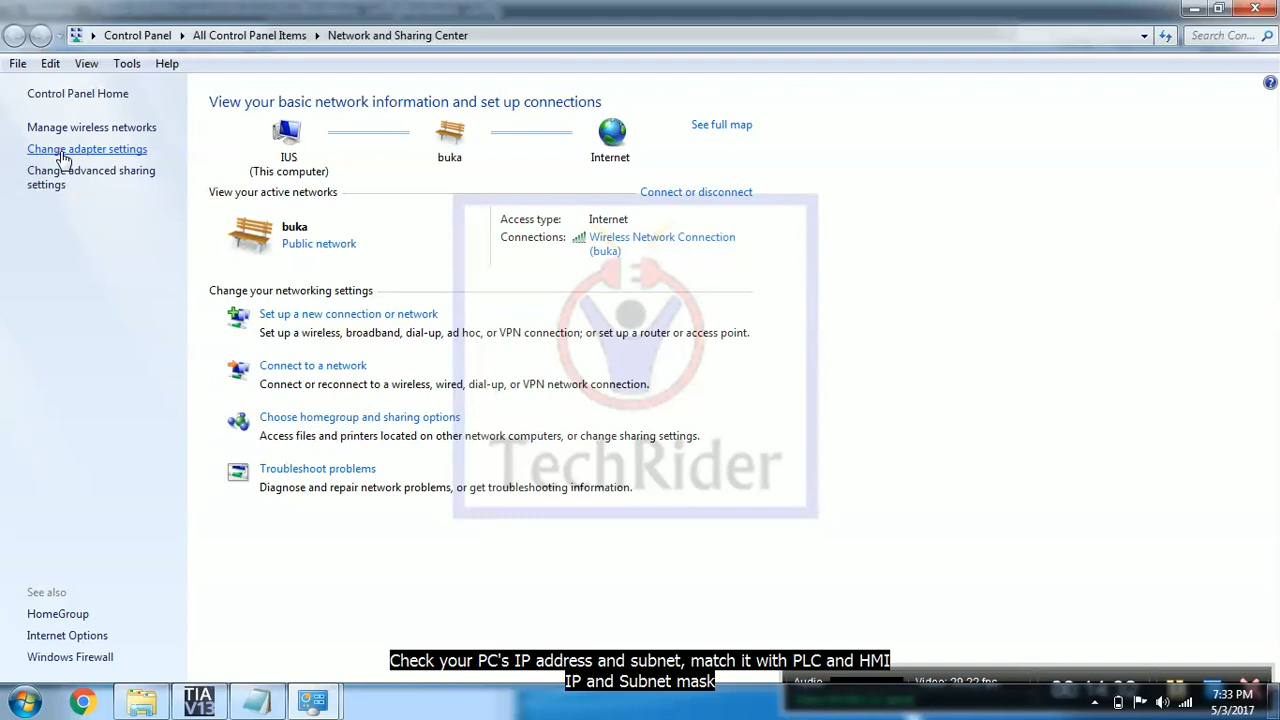 Control Panel
All Control Panel Items
Network and Sharing Center
Search Con...
File Edit View Tools Help
Control Panel Home
Manage wireless networks
Change adapter settings
Change advanced sharing
settings
View your basic network information and set up connections
See full map
IUS
(This computer)
buka
Internet
View your active networks
Connect or disconnect
buka
Public network
Access type: Internet
Connections: Wireless Network Connection
(buka)
Change your networking settings
Set up a new connection or network
Set up a wireless, broadband, dial-up, ad hoc, or VPN connection; or set up a router or access point.
Connect to a network
Connect or reconnect to a wireless, wired, dial-up, or VPN network connection.
Choose homegroup and sharing options
Access files and printers located on other network computers, or change sharing settings.
Troubleshoot problems
Diagnose and repair network problems, or get troubleshooting information.
TechRider
See also
HomeGroup
Internet Options
Windows Firewall
Check your PC's IP address and subnet, match it with PLC and HMI
IP and Subnet mask
TIA
V13
7:33 PM
5/3/2017